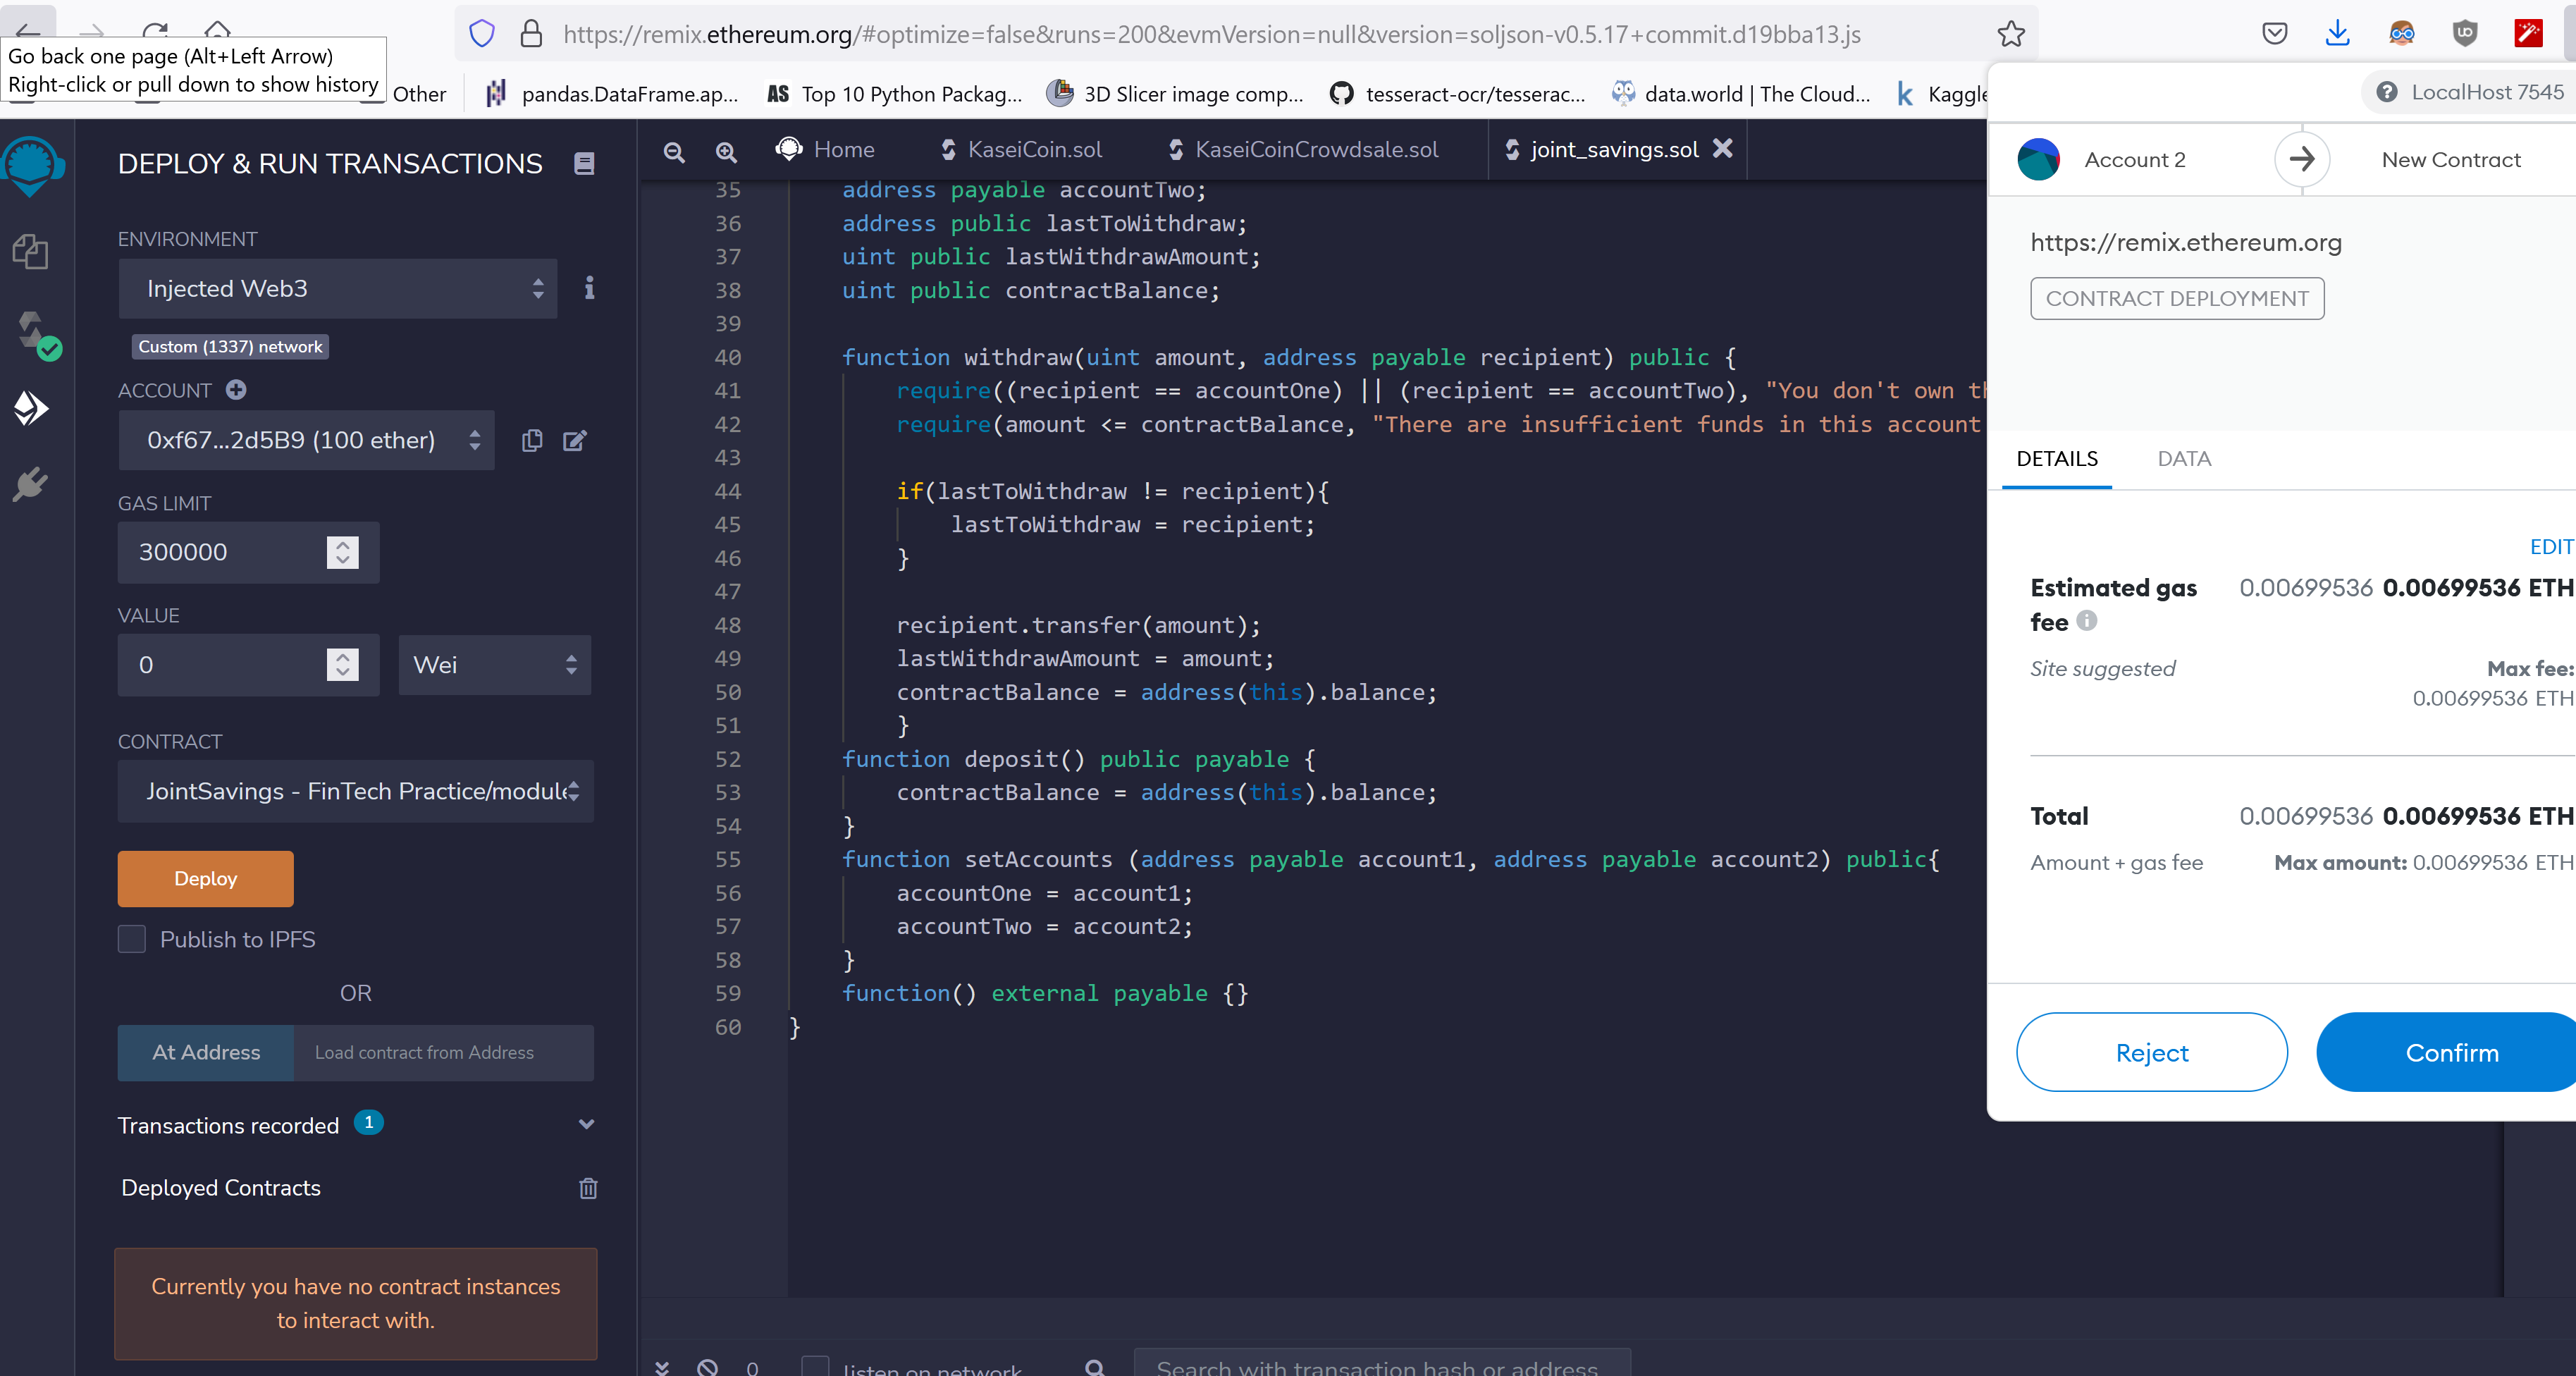 https://remix.ethereum.org/#optimize=false&runs=200&evmVersion=null&version=soljson-v0.5.17+commit.d19bba13.js
Go back one page (Alt+Left Arrow)
Right-click or pull down to show history
Other
pandas.DataFrame.ap...
AS Top 10 Python Packag...
3D Slicer image comp...
tesseract-ocr/tesserac...
data.world | The Cloud...
k Kaggle
DEPLOY & RUN TRANSACTIONS
ENVIRONMENT
Injected Web3
Custom (1337) network
ACCOUNT
0xf67...2d5B9 (100 ether)
GAS LIMIT
300000
VALUE
0
Wei
CONTRACT
JointSavings - FinTech Practice/module
Deploy
Publish to IPFS
OR
At Address
Load contract from Address
Transactions recorded 1
Deployed Contracts
Currently you have no contract instances
to interact with.
Home
KaseiCoin.sol
KaseiCoinCrowdsale.sol
joint_savings.sol
35 address payable accountTwo;
36 address public lastToWithdraw;
37 uint public lastWithdrawAmount;
38 uint public contractBalance;
39
40 function withdraw(uint amount, address payable recipient) public {
41 require((recipient == accountOne) || (recipient == accountTwo), "You don't own th
42 require(amount <= contractBalance, "There are insufficient funds in this account
43
44 if(lastToWithdraw != recipient){
45 lastToWithdraw = recipient;
46 }
47
48 recipient.transfer(amount);
49 lastWithdrawAmount = amount;
50 contractBalance = address(this).balance;
51 }
52 function deposit() public payable {
53 contractBalance = address(this).balance;
54 }
55 function setAccounts (address payable account1, address payable account2) public{
56 accountOne = account1;
57 accountTwo = account2;
58 }
59 function() external payable {}
60 }
0
listen on network
Search with transaction hash or address
LocalHost 7545
Account 2
New Contract
https://remix.ethereum.org
CONTRACT DEPLOYMENT
DETAILS
DATA
EDIT
Estimated gas
fee
0.00699536 0.00699536 ETH
Site suggested
Max fee:
0.00699536 ETH
Total
0.00699536 0.00699536 ETH
Amount + gas fee
Max amount: 0.00699536 ETH
Reject
Confirm